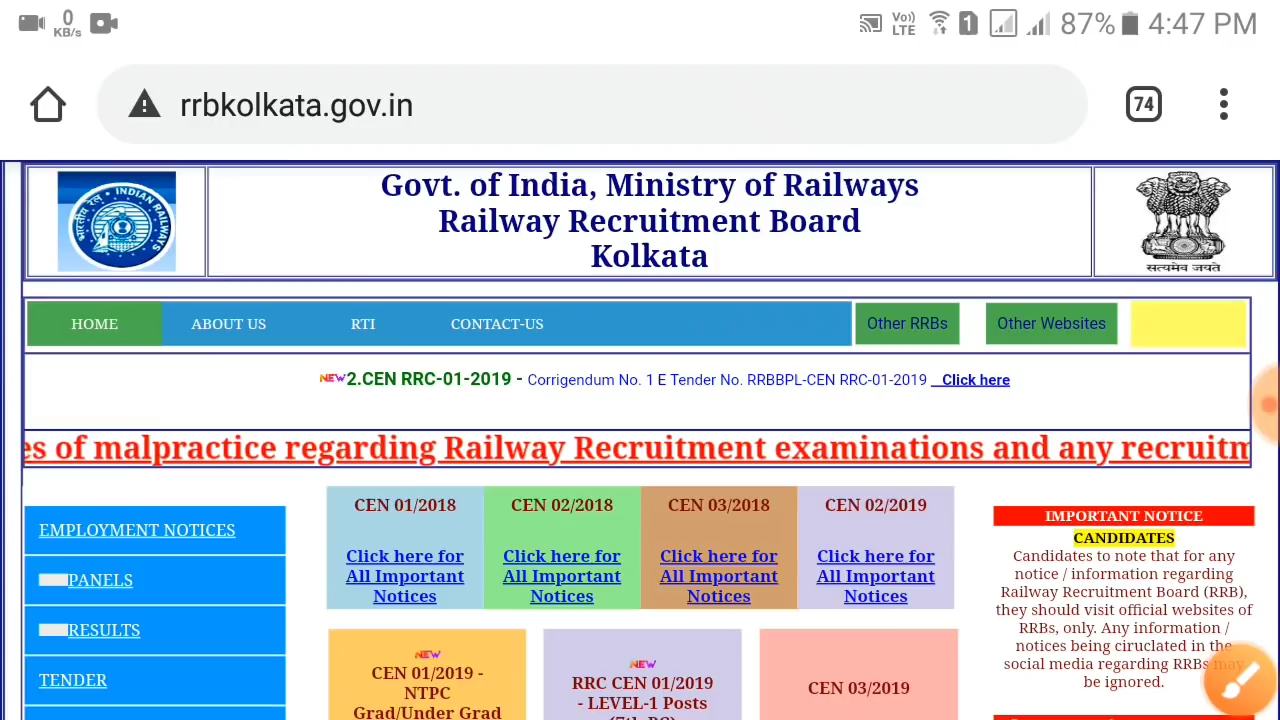 0
KB/s
Vo))
LTE
1
87%
4:47 PM
rrbkolkata.gov.in
74
INDIAN RAILWAYS
भारतीय रेल
Govt. of India, Ministry of Railways
Railway Recruitment Board
Kolkata
सत्यमेव जयते
HOME
ABOUT US
RTI
CONTACT-US
Other RRBs
Other Websites
NEW 2.CEN RRC-01-2019 - Corrigendum No. 1 E Tender No. RRBBPL-CEN RRC-01-2019 Click here
es of malpractice regarding Railway Recruitment examinations and any recruitm
EMPLOYMENT NOTICES
PANELS
RESULTS
TENDER
CEN 01/2018
Click here for
All Important
Notices
CEN 02/2018
Click here for
All Important
Notices
CEN 03/2018
Click here for
All Important
Notices
CEN 02/2019
Click here for
All Important
Notices
NEW
CEN 01/2019 -
NTPC
Grad/Under Grad
NEW
RRC CEN 01/2019
- LEVEL-1 Posts
(7th PC)
CEN 03/2019
IMPORTANT NOTICE
CANDIDATES
Candidates to note that for any
notice / information regarding
Railway Recruitment Board (RRB),
they should visit official websites of
RRBs, only. Any information /
notices being ciruclated in the
social media regarding RRBs may
be ignored.